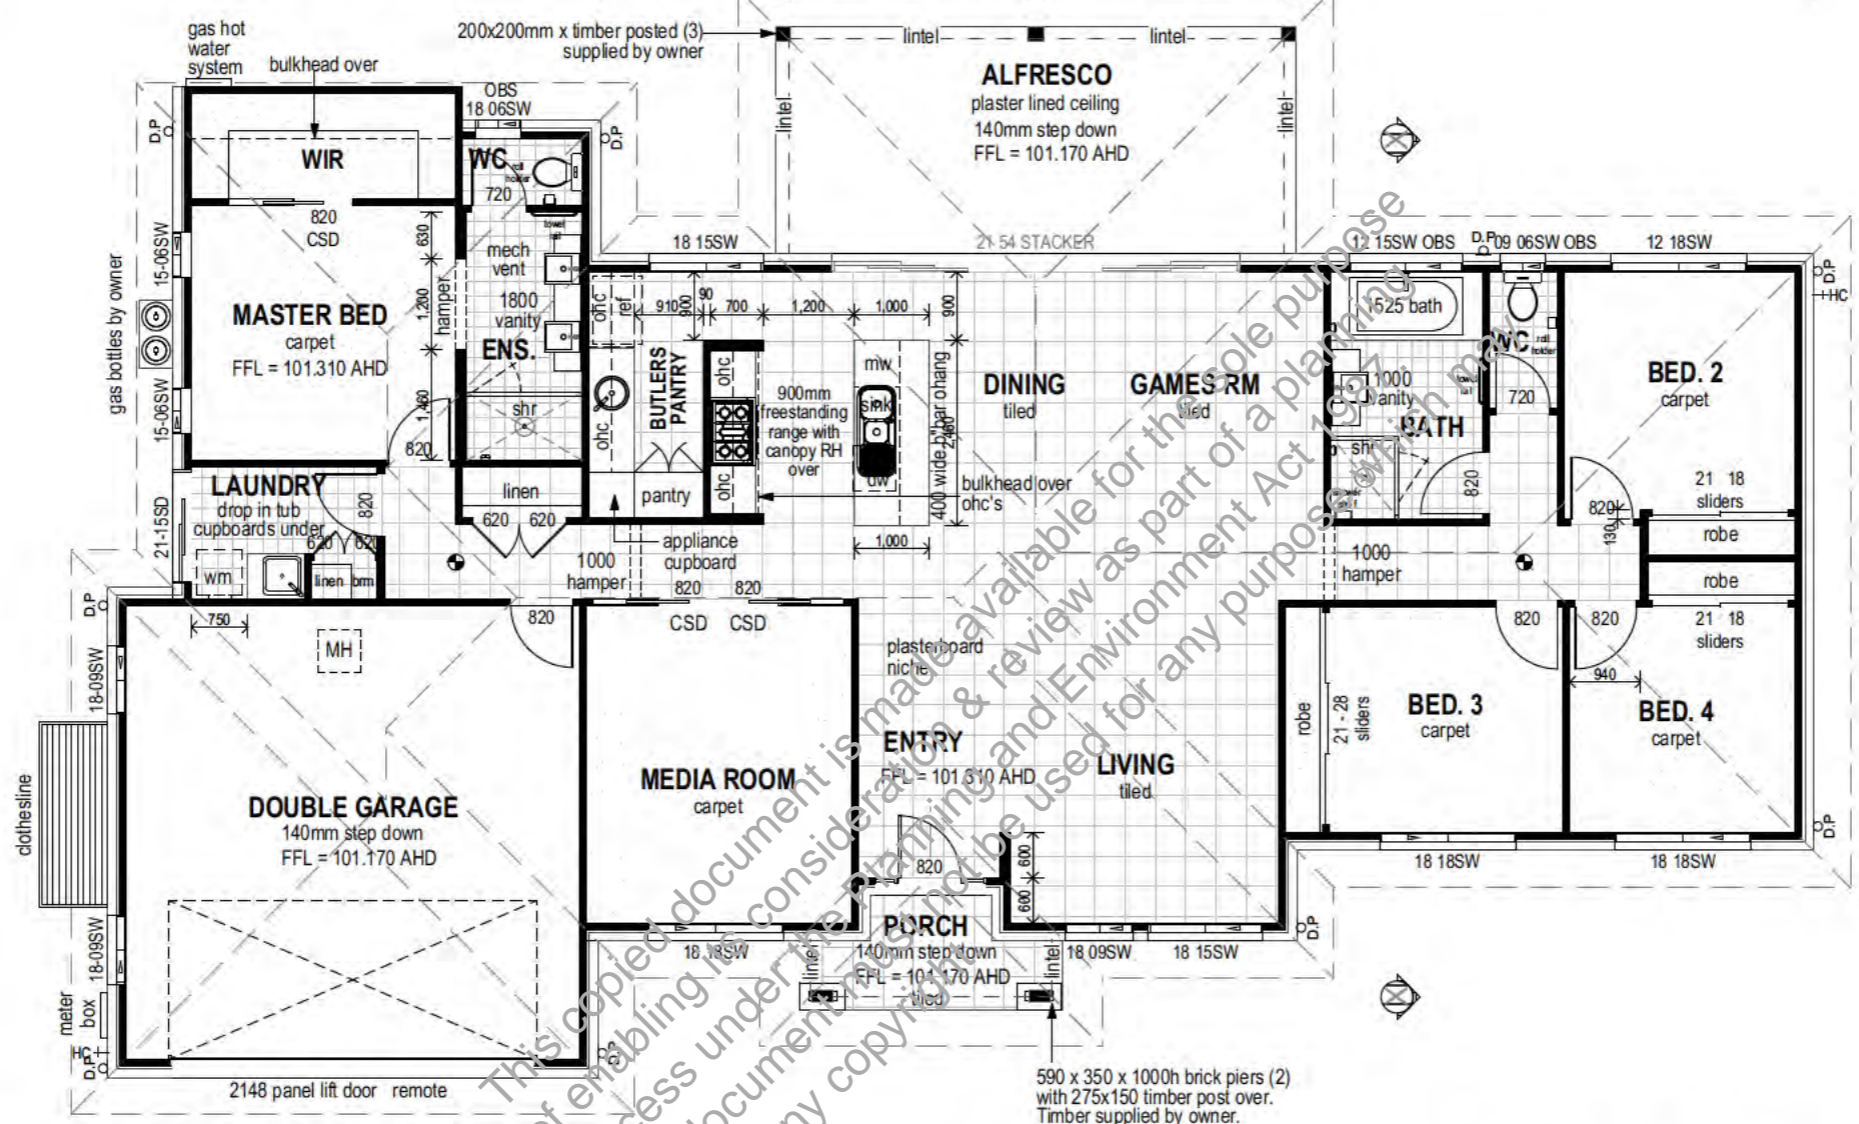 gas hot
water
system
bulkhead over
200x200mm x timber posted (3)
supplied by owner
lintel
lintel
ALFRESCO
plaster lined ceiling
140mm step down
FFL = 101.170 AHD
lintel
lintel
OBS
18 06SW
D.P
D.P
WIR
WC
roll
holder
720
820
CSD
630
towel
rail
mech
vent
18 15SW
21 54 STACKER
12 15SW OBS
D.P
09 06SW OBS
12 18SW
D.P
HC
gas bottles by owner
15-06SW
15-06SW
MASTER BED
carpet
FFL = 101.310 AHD
1,200
hamper
1,460
820
1800
vanity
ENS.
shr
ohc
ref
910
900
90
700
1,200
1,000
900
BUTLERS
PANTRY
ohc
ohc
ohc
900mm
freestanding
range with
canopy RH
over
mw
sink
dw
400 wide b'bar ohang
2460
DINING
tiled
GAMES RM
tiled
1525 bath
WC
roll
holder
720
1000
vanity
towel
rail
BATH
shr
820
BED. 2
carpet
820
130
21 18
sliders
robe
robe
LAUNDRY
drop in tub
cupboards under
820
620 620
21-15SD
wm
linen
brm
linen
620 620
pantry
appliance
cupboard
bulkhead over
ohc's
1,000
1000
hamper
1000
hamper
820 820
CSD CSD
D.P
750
MH
820
820
820
21 18
sliders
940
18-09SW
plasterboard
niche
robe
21 - 28
sliders
BED. 3
carpet
BED. 4
carpet
clothesline
DOUBLE GARAGE
140mm step down
FFL = 101.170 AHD
MEDIA ROOM
carpet
ENTRY
FFL = 101.310 AHD
LIVING
tiled
820
600
600
D.P
18 18SW
18 18SW
18-09SW
meter
box
HC
D.P
18 18SW
PORCH
140mm step down
FFL = 101.170 AHD
tiled
lintel
lintel
18 09SW
18 15SW
D.P
D.P
2148 panel lift door remote
590 x 350 x 1000h brick piers (2)
with 275x150 timber post over.
Timber supplied by owner.
This copied document is made available for the sole purpose
of enabling its consideration & review as part of a planning
process under the Planning and Environment Act 1987.
document must not be used for any purpose which may
any copyright